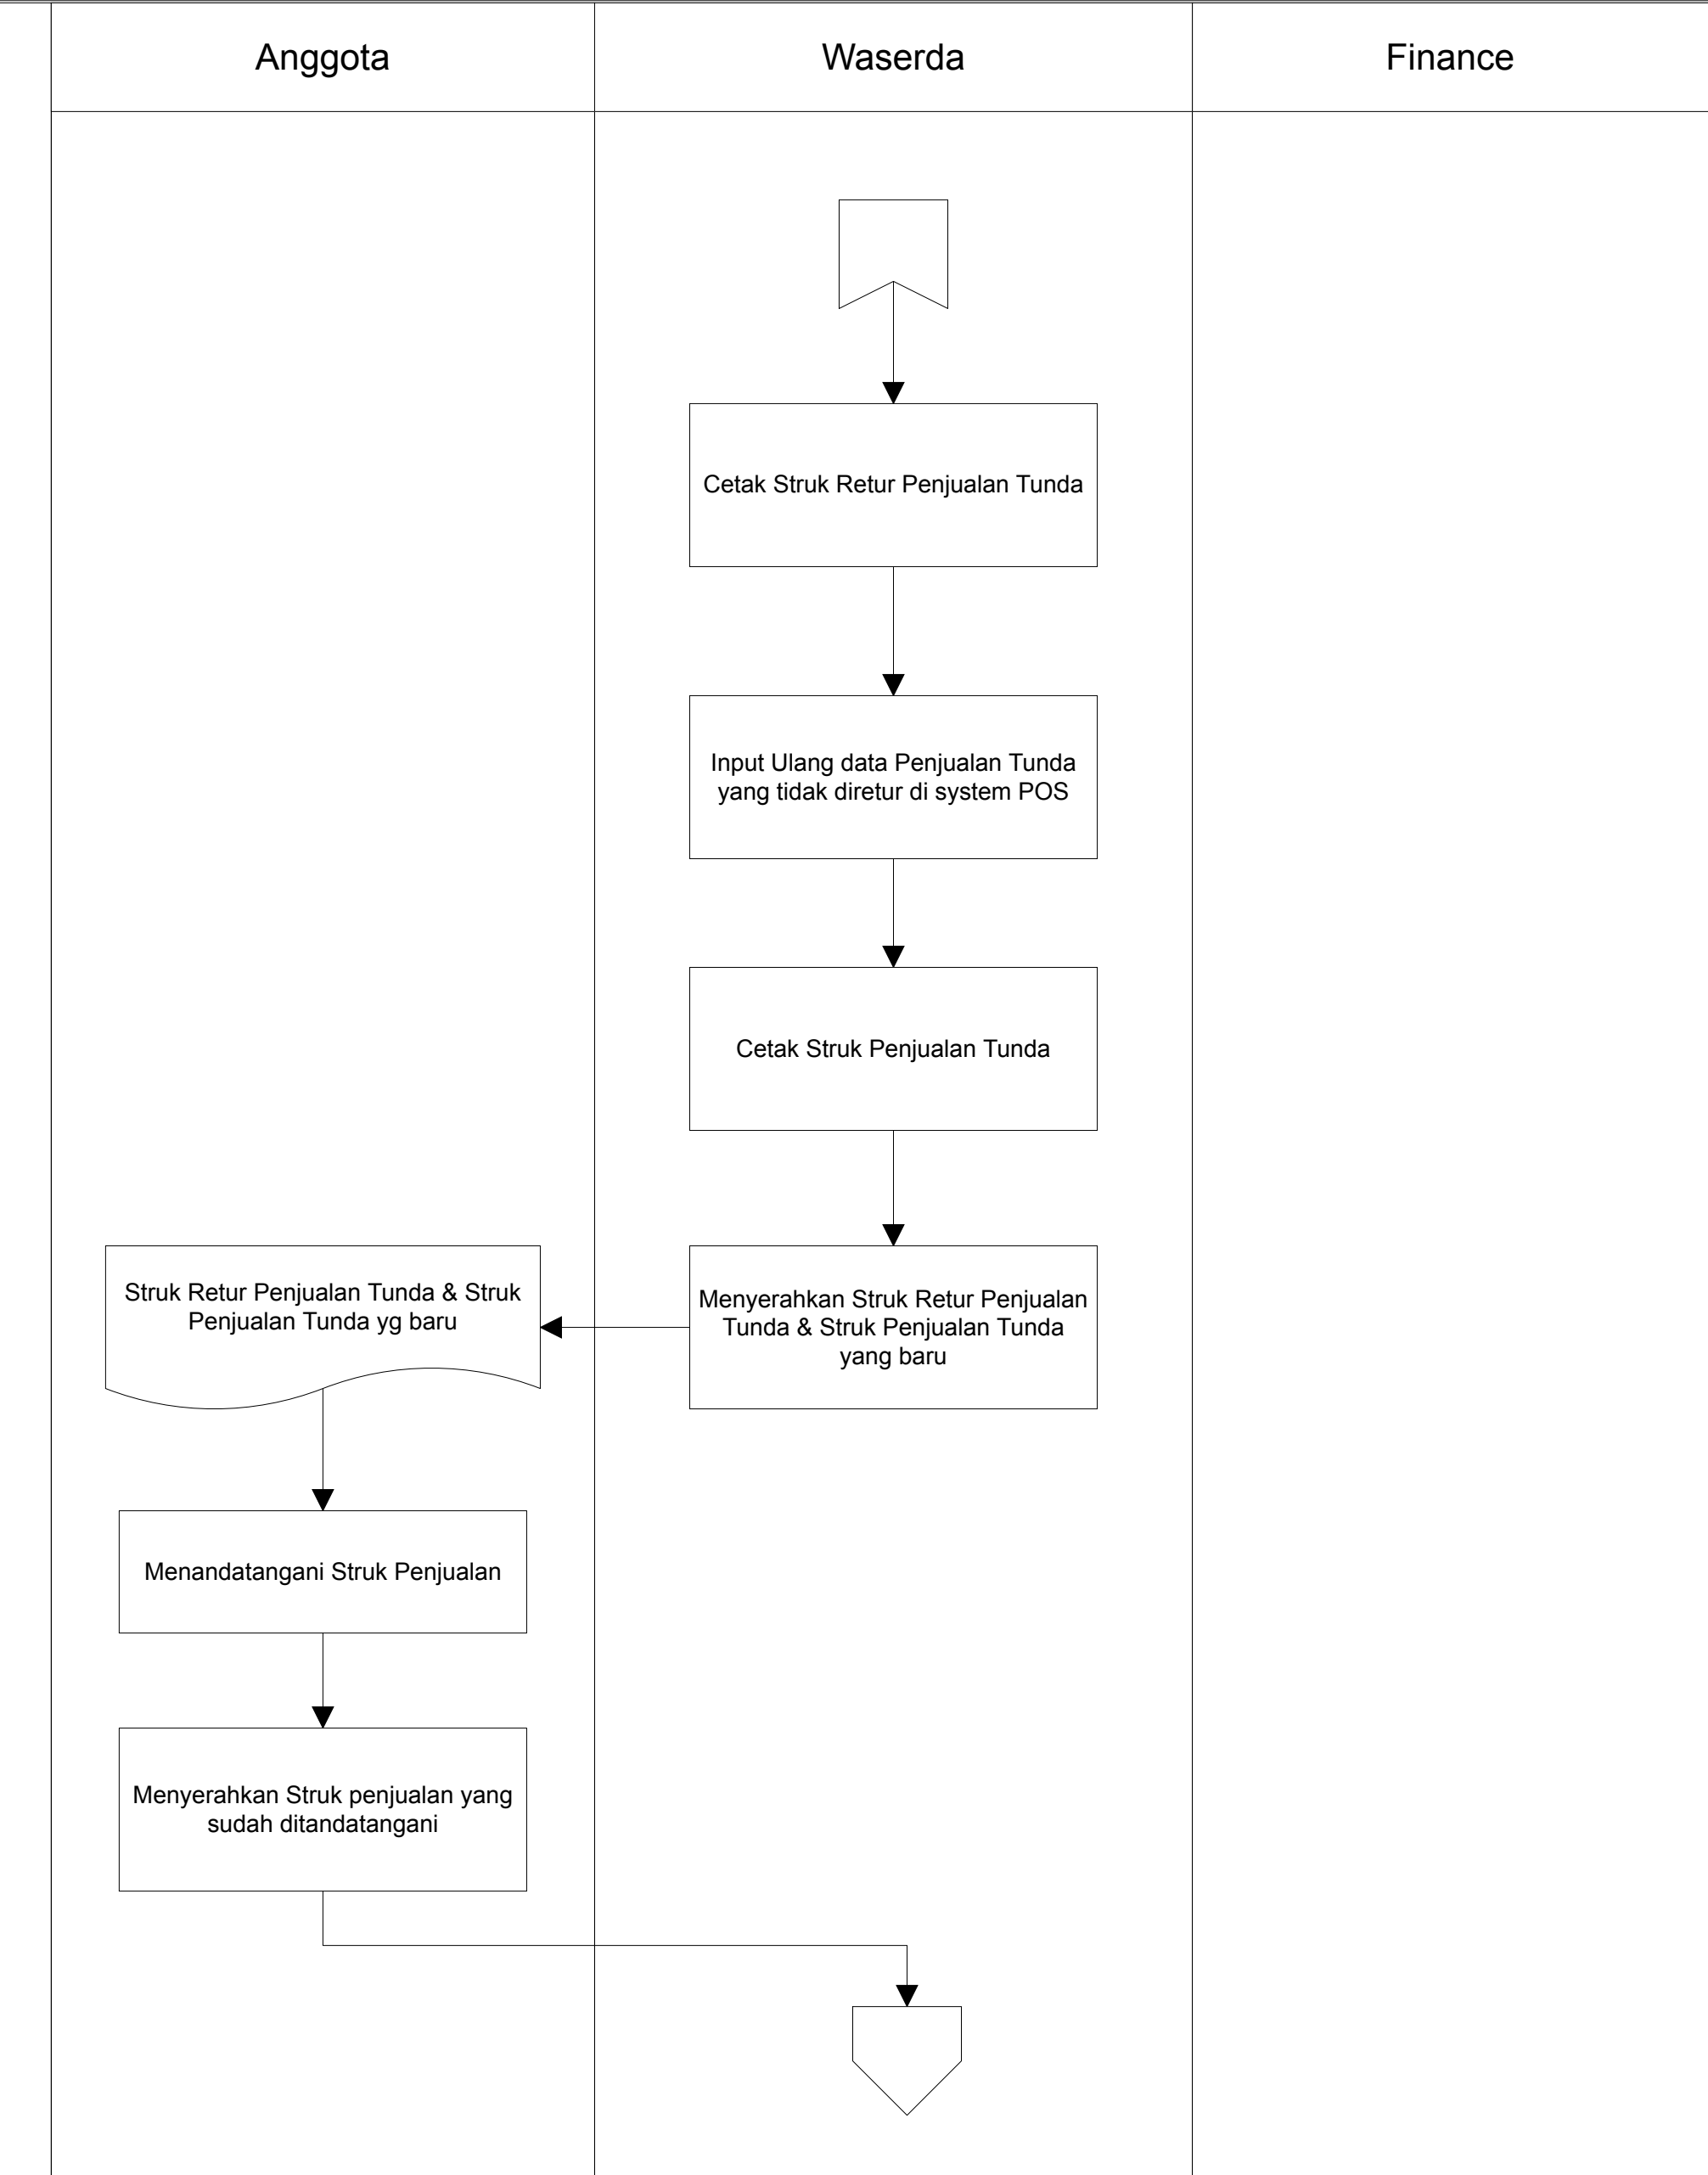 Anggota
Waserda
Finance
Cetak Struk Retur Penjualan Tunda
Input Ulang data Penjualan Tunda
yang tidak diretur di system POS
Cetak Struk Penjualan Tunda
Menyerahkan Struk Retur Penjualan
Tunda & Struk Penjualan Tunda
yang baru
Struk Retur Penjualan Tunda & Struk
Penjualan Tunda yg baru
Menandatangani Struk Penjualan
Menyerahkan Struk penjualan yang
sudah ditandatangani